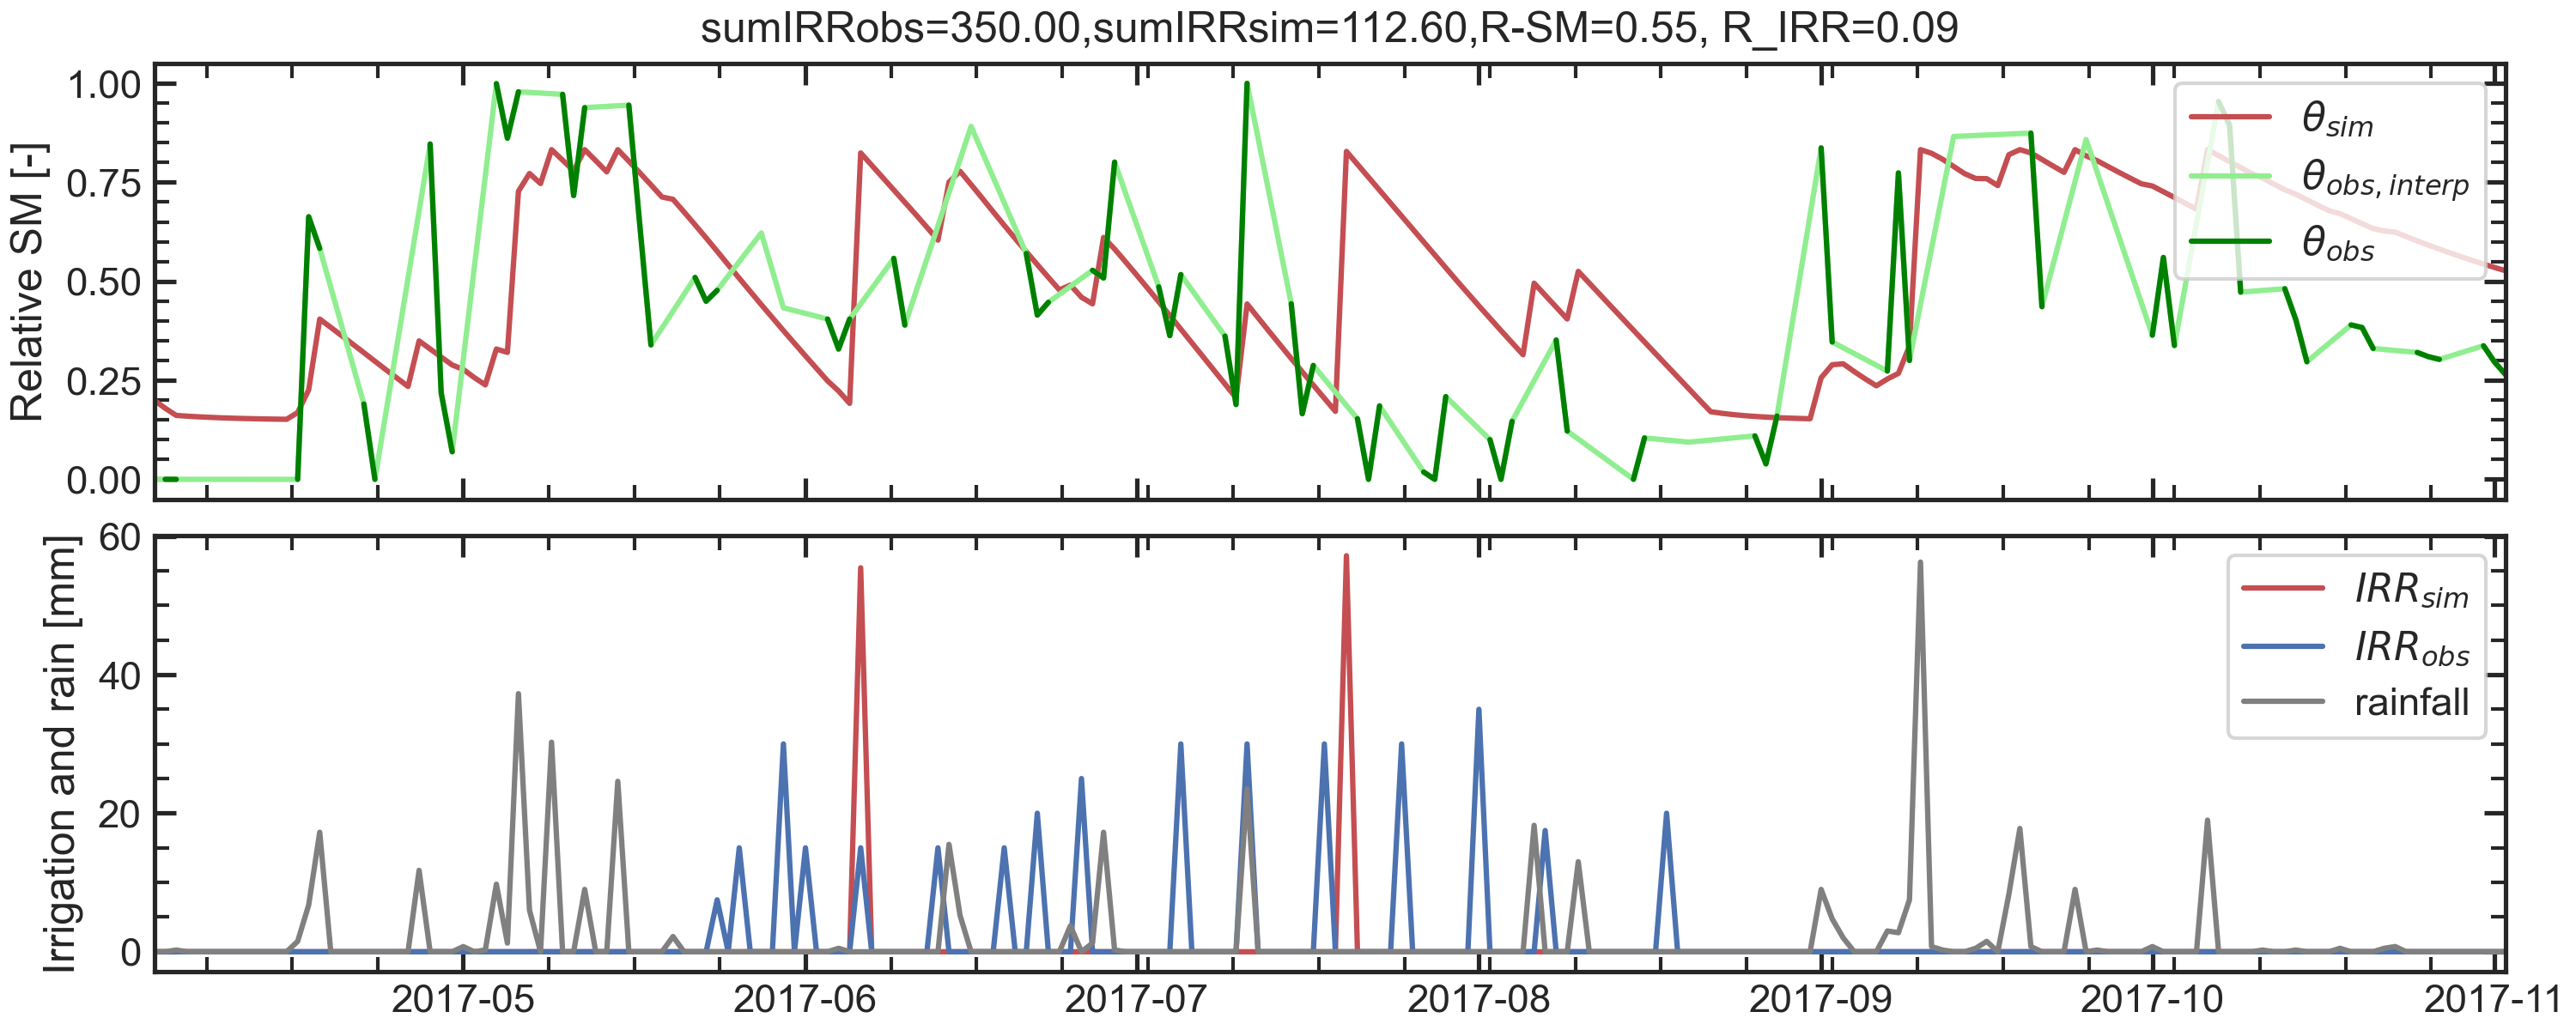 sumIRRobs=350.00,sumIRRsim=112.60,R-SM=0.55, R_IRR=0.09
Relative SM [-]
1.00
0.75
0.50
0.25
0.00
θsim
θobs, interp
θobs
Irrigation and rain [mm]
60
40
20
0
IRRsim
IRRobs
rainfall
2017-05 2017-06 2017-07 2017-08 2017-09 2017-10 2017-11